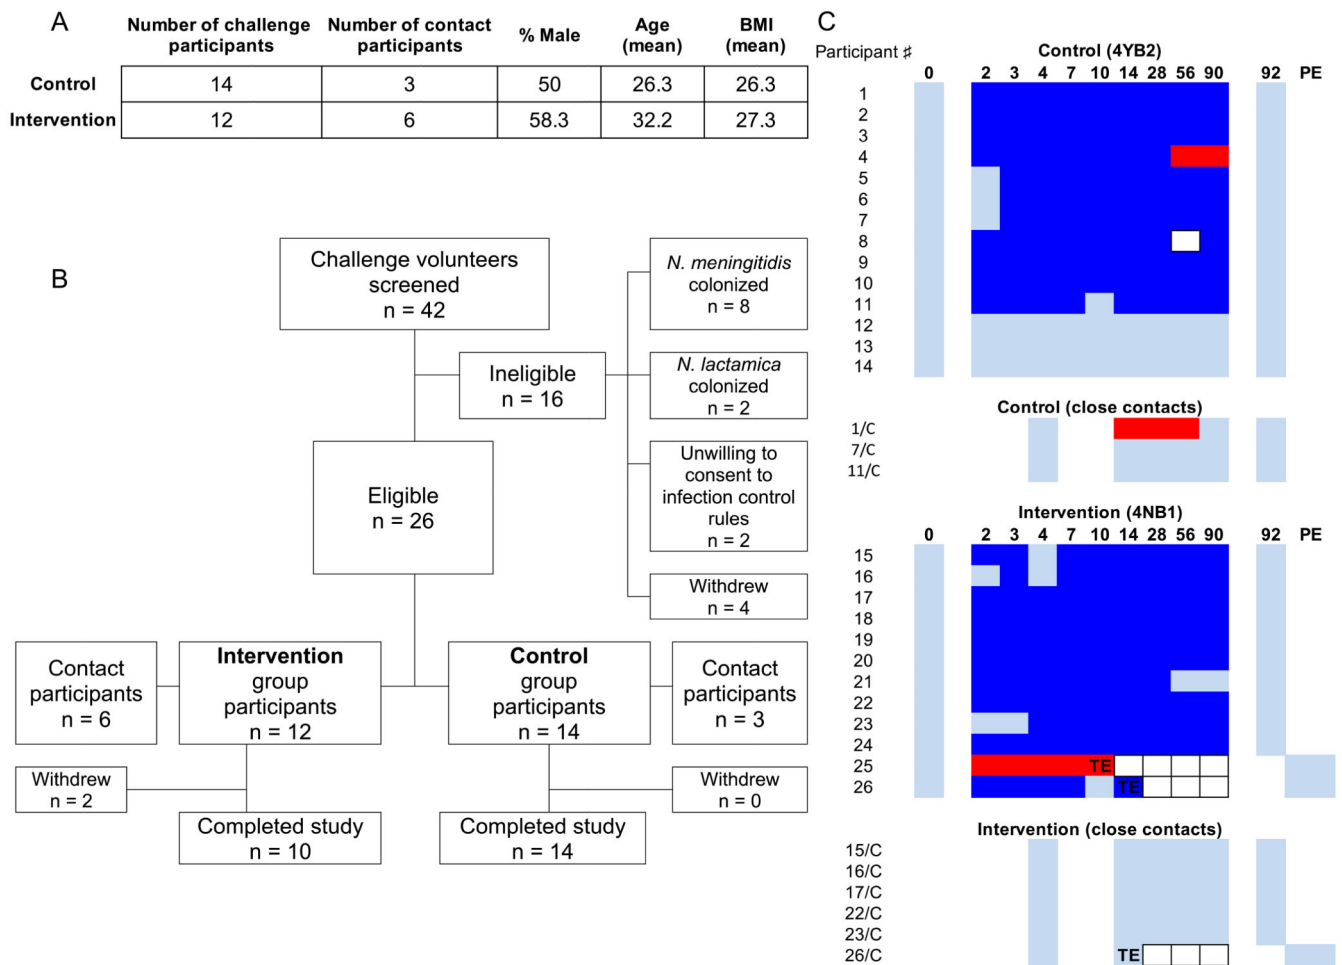 A
Number of challenge participants
Number of contact participants
% Male
Age (mean)
BMI (mean)
Control 14 3 50 26.3 26.3
Intervention 12 6 58.3 32.2 27.3
B
Challenge volunteers
screened
n = 42
Ineligible
n = 16
N. meningitidis
colonized
n = 8
N. lactamica
colonized
n = 2
Unwilling to
consent to
infection control
rules
n = 2
Withdrew
n = 4
Eligible
n = 26
Contact
participants
n = 6
Intervention
group
participants
n = 12
Control
group
participants
n = 14
Contact
participants
n = 3
Withdrew
n = 2
Withdrew
n = 0
Completed study
n = 10
Completed study
n = 14
C
Participant ♯
Control (4YB2)
0 2 3 4 7 10 14 28 56 90 92 PE
1
2
3
4
5
6
7
8
9
10
11
12
13
14
Control (close contacts)
1/C
7/C
11/C
Intervention (4NB1)
0 2 3 4 7 10 14 28 56 90 92 PE
15
16
17
18
19
20
21
22
23
24
25 TE
26 TE
Intervention (close contacts)
15/C
16/C
17/C
22/C
23/C
26/C TE